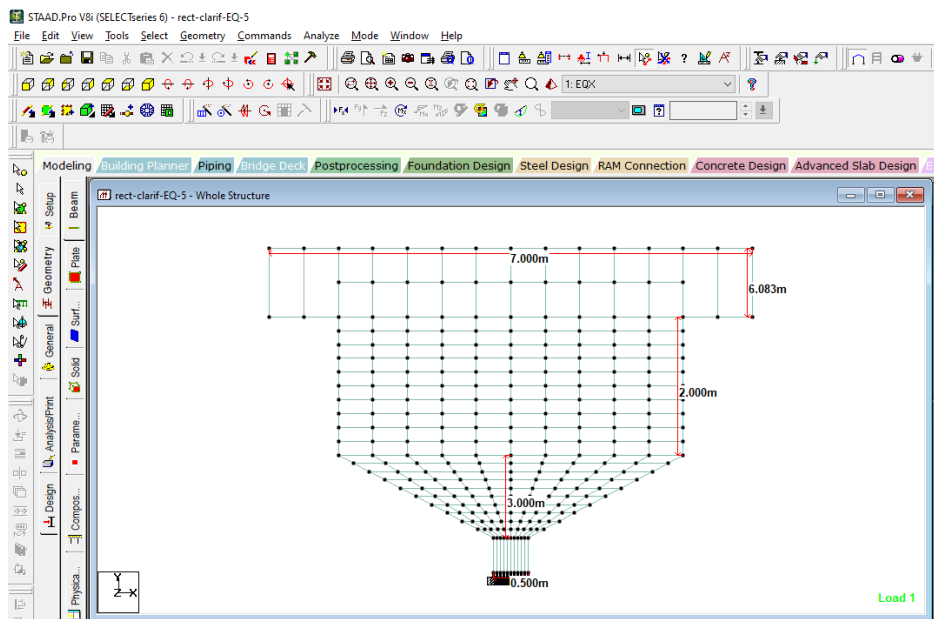 STAAD.Pro V8i (SELECTseries 6) - rect-clarif-EQ-5
File Edit View Tools Select Geometry Commands Analyze Mode Window Help
1: EQX
Modeling Building Planner Piping Bridge Deck Postprocessing Foundation Design Steel Design RAM Connection Concrete Design Advanced Slab Design
Setup
Geometry
General
Analysis/Print
Design
Beam
Plate
Surf...
Solid
Parame...
Compos...
Physica...
rect-clarif-EQ-5 - Whole Structure
7.000m
6.083m
2.000m
3.000m
0.500m
Y
Z X
Load 1